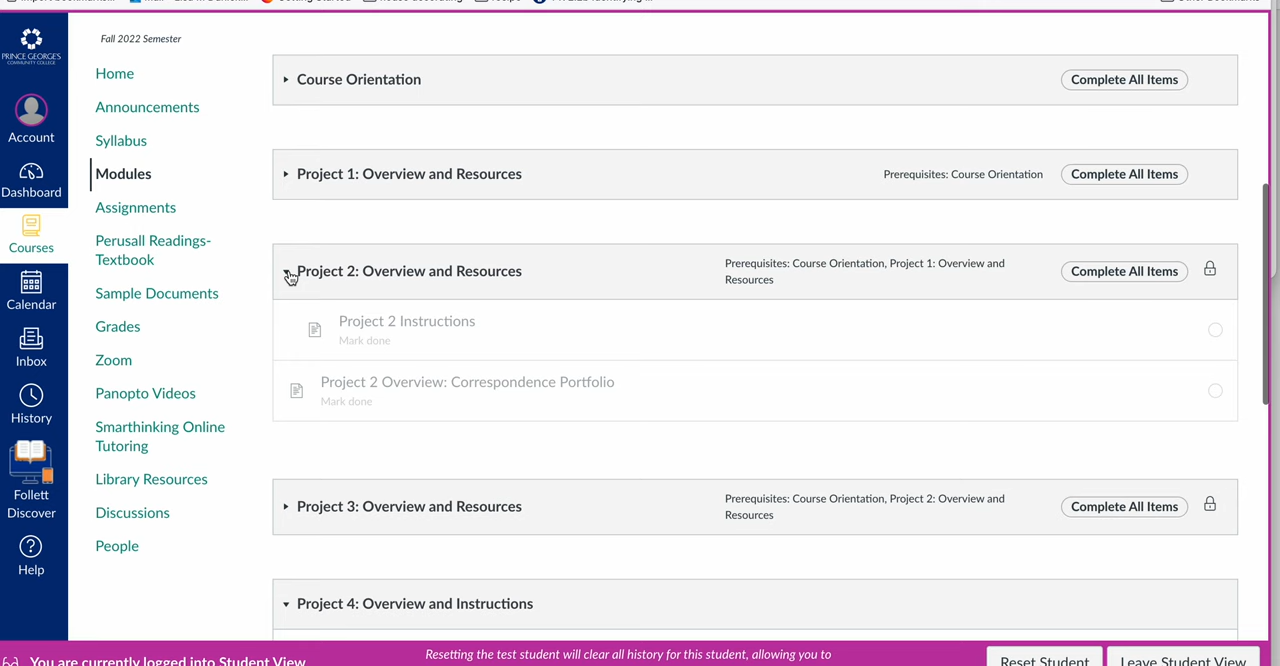 Getting Started
Fall 2022 Semester
PRINCE GEORGE'S
COMMUNITY COLLEGE
Account
Dashboard
Courses
Calendar
Inbox
History
Follett
Discover
Help
Home
Announcements
Syllabus
Modules
Assignments
Perusall Readings-
Textbook
Sample Documents
Grades
Zoom
Panopto Videos
Smarthinking Online
Tutoring
Library Resources
Discussions
People
Course Orientation
Complete All Items
Project 1: Overview and Resources
Prerequisites: Course Orientation
Complete All Items
Project 2: Overview and Resources
Prerequisites: Course Orientation, Project 1: Overview and
Resources
Complete All Items
Project 2 Instructions
Mark done
Project 2 Overview: Correspondence Portfolio
Mark done
Project 3: Overview and Resources
Prerequisites: Course Orientation, Project 2: Overview and
Resources
Complete All Items
Project 4: Overview and Instructions
You are currently logged into Student View
Resetting the test student will clear all history for this student, allowing you to
Reset Student
Leave Student View